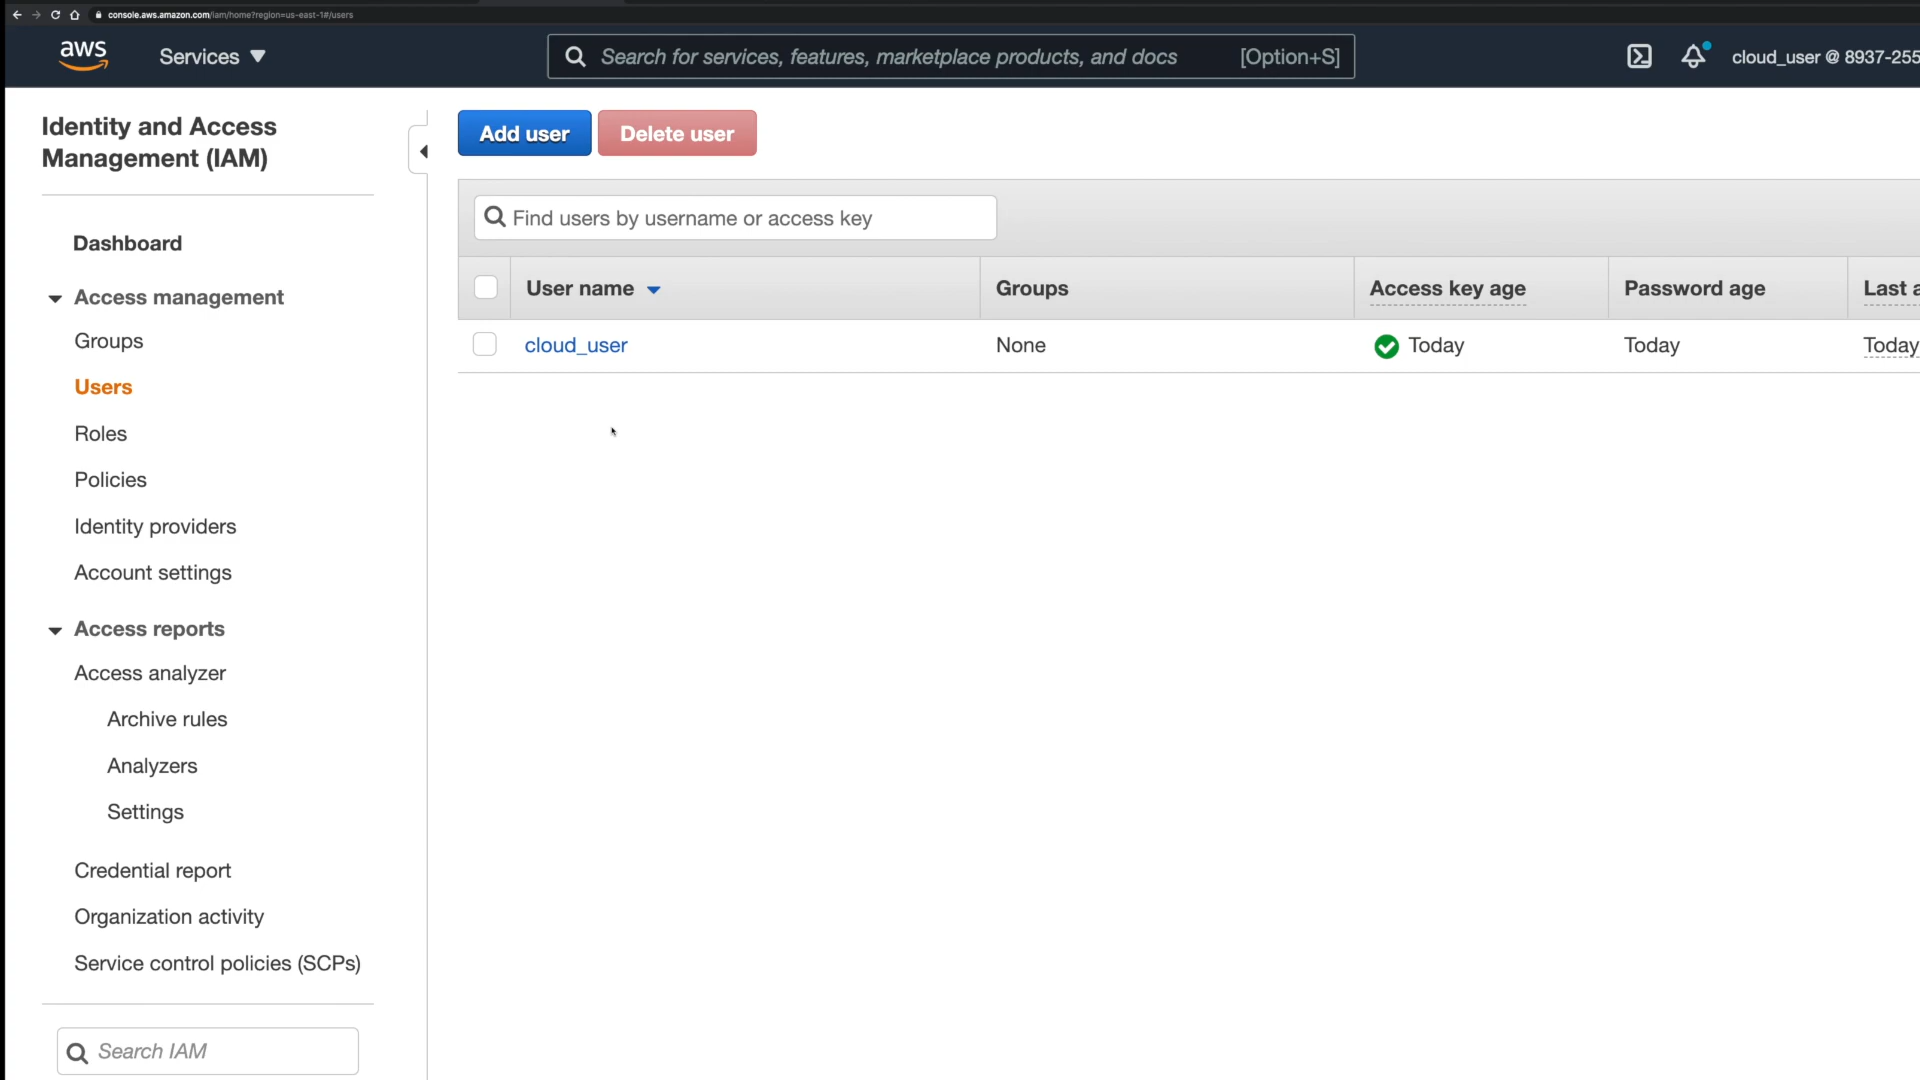 console.aws.amazon.com/iam/home?region=us-east-1#/users
aws
Services
Search for services, features, marketplace products, and docs
[Option+S]
cloud_user @ 8937-255
Identity and Access
Management (IAM)
Dashboard
Access management
Groups
Users
Roles
Policies
Identity providers
Account settings
Access reports
Access analyzer
Archive rules
Analyzers
Settings
Credential report
Organization activity
Service control policies (SCPs)
Search IAM
Add user
Delete user
Find users by username or access key
User name
Groups
Access key age
Password age
Last a
cloud_user
None
Today
Today
Today